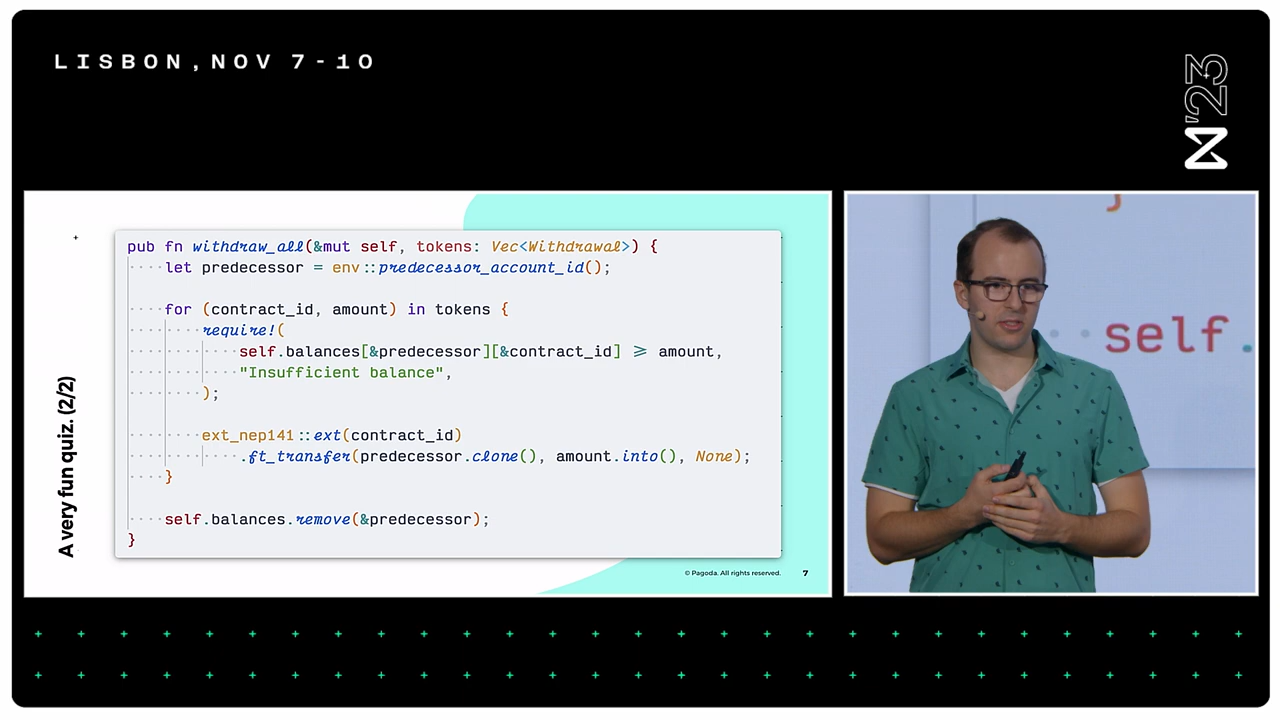 LISBON, NOV 7-10
'23
A very fun quiz. (2/2)
pub fn withdraw_all(&mut self, tokens: Vec<Withdrawal>) {
····let predecessor = env::predecessor_account_id();
····for (contract_id, amount) in tokens {
········require!(
············self.balances[&predecessor][&contract_id] >= amount,
············"Insufficient balance",
········);
········ext_nep141::ext(contract_id)
············.ft_transfer(predecessor.clone(), amount.into(), None);
····}
····self.balances.remove(&predecessor);
}
© Pagoda. All rights reserved.
7
self.